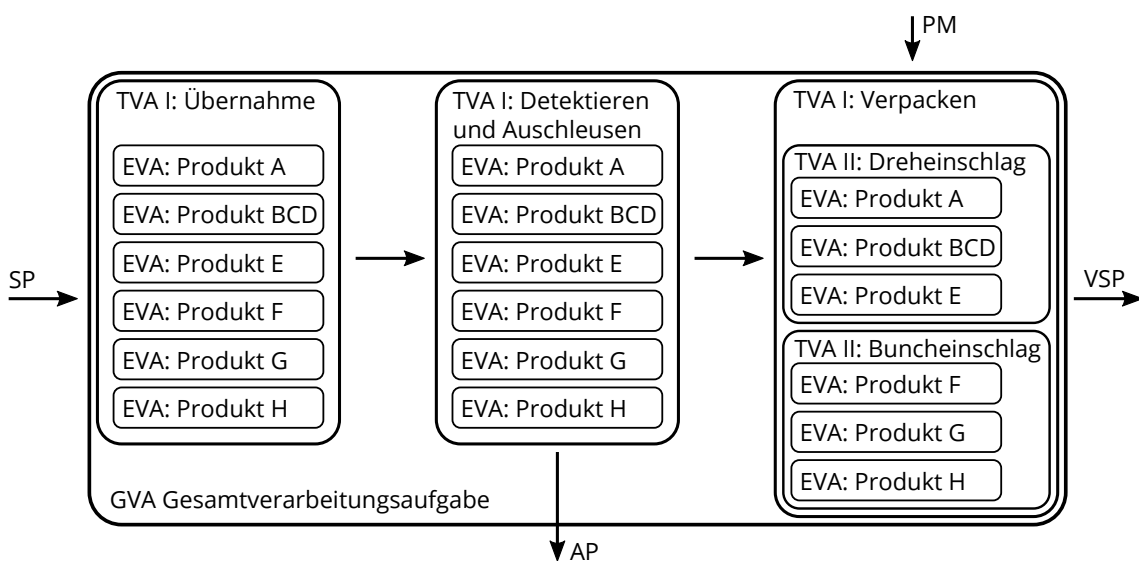 PM
TVA I: Übernahme
EVA: Produkt A
EVA: Produkt BCD
EVA: Produkt E
EVA: Produkt F
EVA: Produkt G
EVA: Produkt H
TVA I: Detektieren
und Auschleusen
EVA: Produkt A
EVA: Produkt BCD
EVA: Produkt E
EVA: Produkt F
EVA: Produkt G
EVA: Produkt H
TVA I: Verpacken
TVA II: Dreheinschlag
EVA: Produkt A
EVA: Produkt BCD
EVA: Produkt E
TVA II: Buncheinschlag
EVA: Produkt F
EVA: Produkt G
EVA: Produkt H
SP
VSP
GVA Gesamtverarbeitungsaufgabe
AP